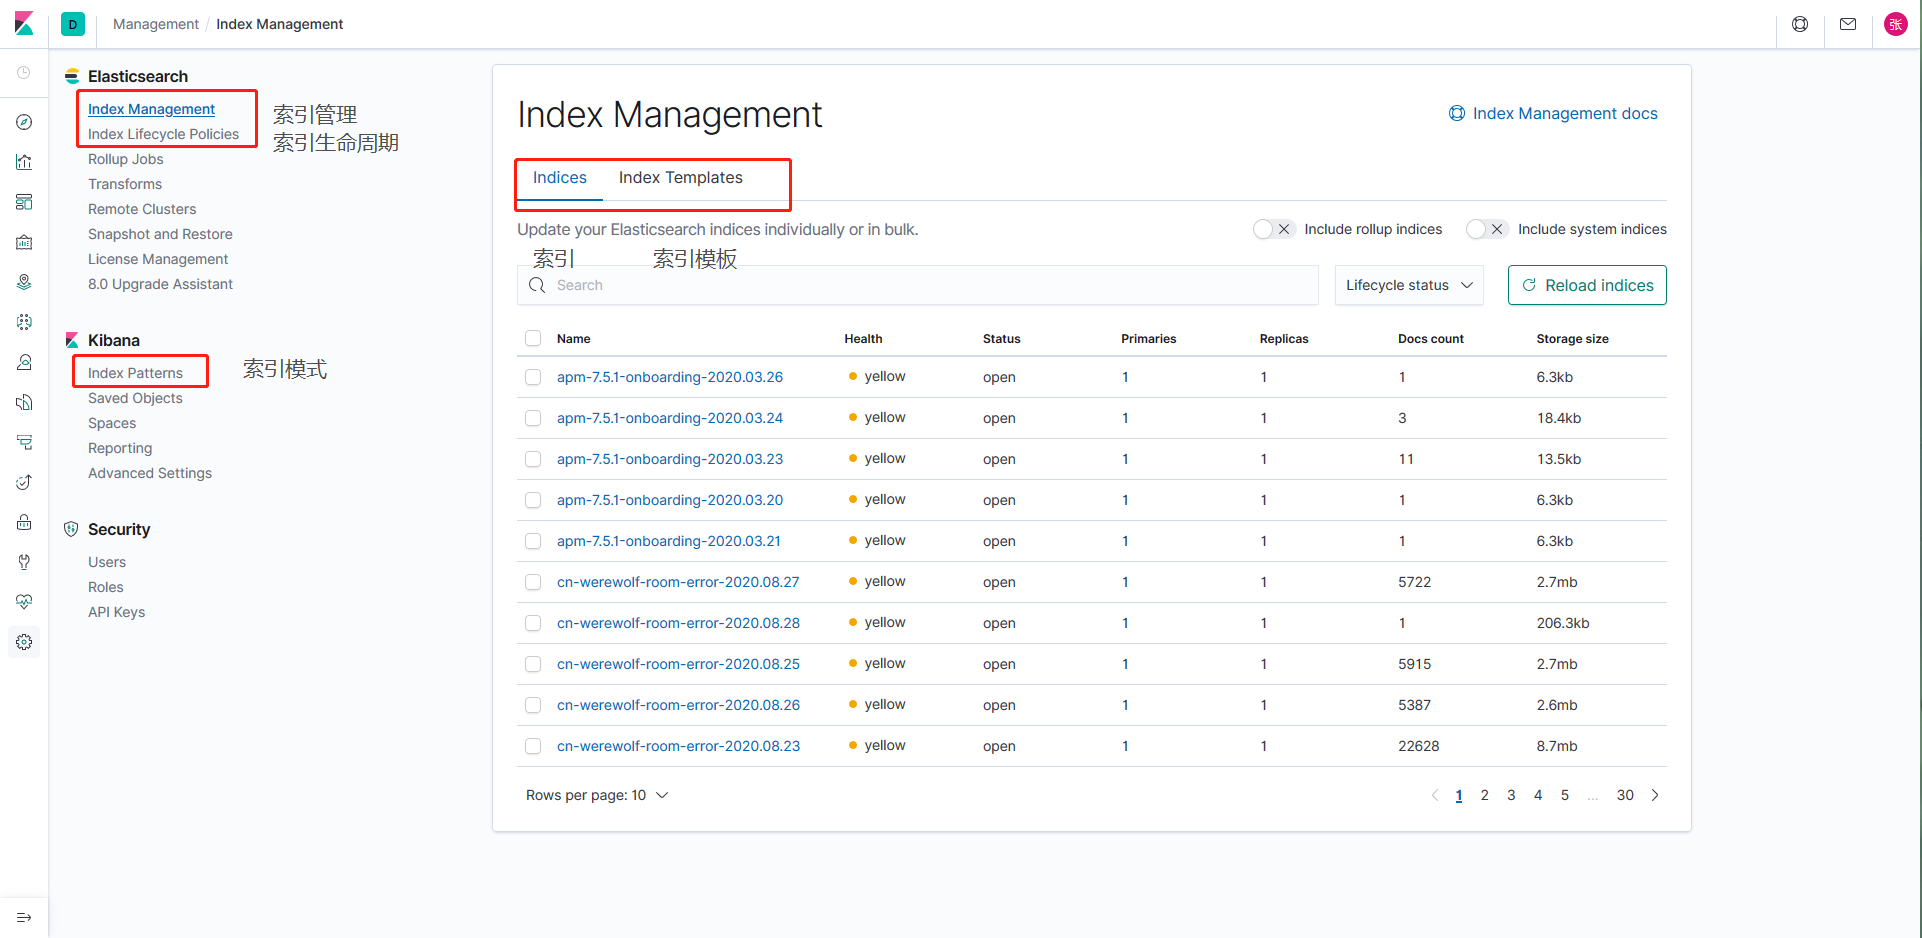 D Management / Index Management 张
Elasticsearch
Index Management 索引管理
Index Lifecycle Policies 索引生命周期
Rollup Jobs
Transforms
Remote Clusters
Snapshot and Restore
License Management
8.0 Upgrade Assistant
Kibana
Index Patterns 索引模式
Saved Objects
Spaces
Reporting
Advanced Settings
Security
Users
Roles
API Keys
Index Management Index Management docs
Indices Index Templates
Update your Elasticsearch indices individually or in bulk. Include rollup indices Include system indices
索引 索引模板
Search Lifecycle status Reload indices
Name Health Status Primaries Replicas Docs count Storage size
apm-7.5.1-onboarding-2020.03.26 yellow open 1 1 1 6.3kb
apm-7.5.1-onboarding-2020.03.24 yellow open 1 1 3 18.4kb
apm-7.5.1-onboarding-2020.03.23 yellow open 1 1 11 13.5kb
apm-7.5.1-onboarding-2020.03.20 yellow open 1 1 1 6.3kb
apm-7.5.1-onboarding-2020.03.21 yellow open 1 1 1 6.3kb
cn-werewolf-room-error-2020.08.27 yellow open 1 1 5722 2.7mb
cn-werewolf-room-error-2020.08.28 yellow open 1 1 1 206.3kb
cn-werewolf-room-error-2020.08.25 yellow open 1 1 5915 2.7mb
cn-werewolf-room-error-2020.08.26 yellow open 1 1 5387 2.6mb
cn-werewolf-room-error-2020.08.23 yellow open 1 1 22628 8.7mb
Rows per page: 10 1 2 3 4 5 ... 30